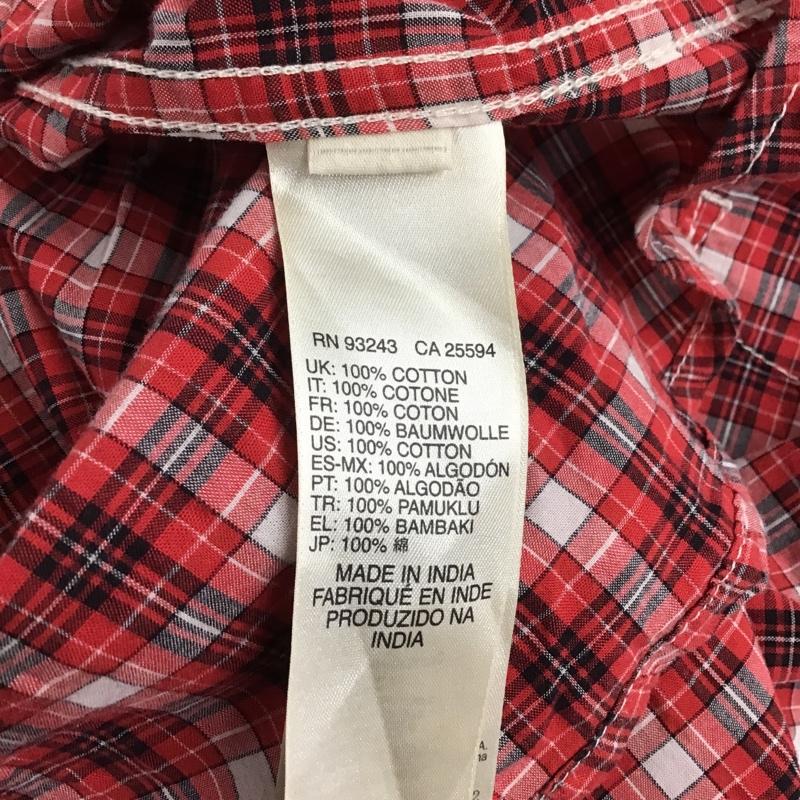 RN 93243 CA 25594
UK: 100% COTTON
IT: 100% COTONE
FR: 100% COTON
DE: 100% BAUMWOLLE
US: 100% COTTON
ES-MX: 100% ALGODÓN
PT: 100% ALGODÃO
TR: 100% PAMUKLU
EL: 100% BAMBAKI
JP: 100% 綿
MADE IN INDIA
FABRIQUÉ EN INDE
PRODUZIDO NA
INDIA